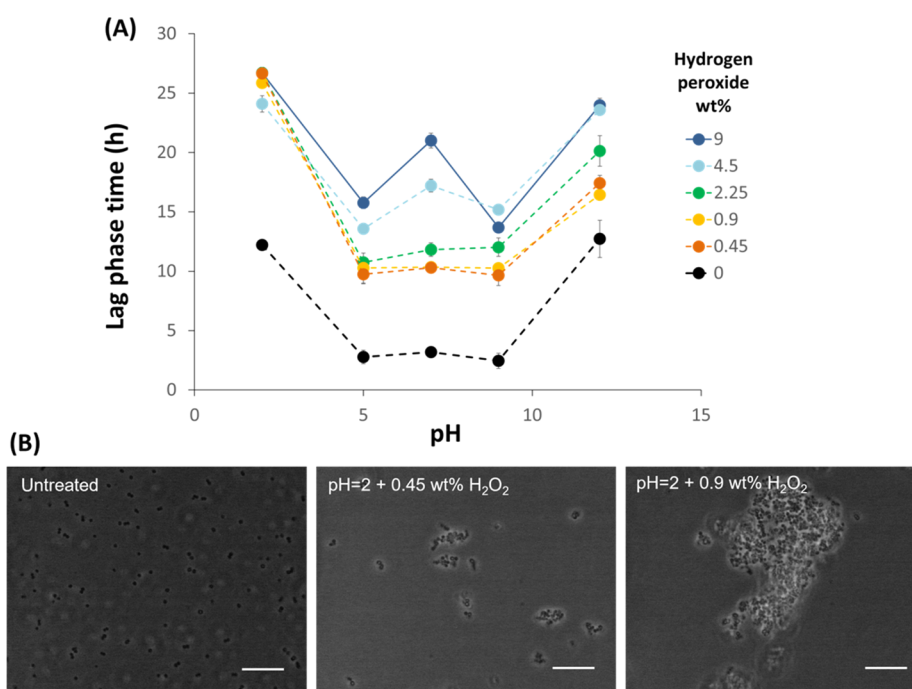 (A)
30
25
20
15
10
5
0
Lag phase time (h)
0
5
10
15
pH
Hydrogen
peroxide
wt%
9
4.5
2.25
0.9
0.45
0
(B)
Untreated
pH=2 + 0.45 wt% H₂O₂
pH=2 + 0.9 wt% H₂O₂